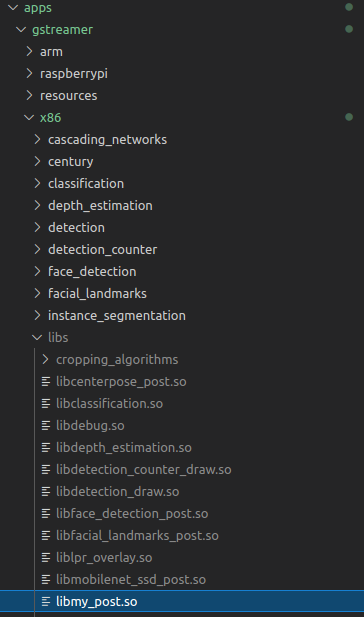 apps
gstreamer
arm
raspberrypi
resources
x86
cascading_networks
century
classification
depth_estimation
detection
detection_counter
face_detection
facial_landmarks
instance_segmentation
libs
cropping_algorithms
libcenterpose_post.so
libclassification.so
libdebug.so
libdepth_estimation.so
libdetection_counter_draw.so
libdetection_draw.so
libface_detection_post.so
libfacial_landmarks_post.so
liblpr_overlay.so
libmobilenet_ssd_post.so
libmy_post.so